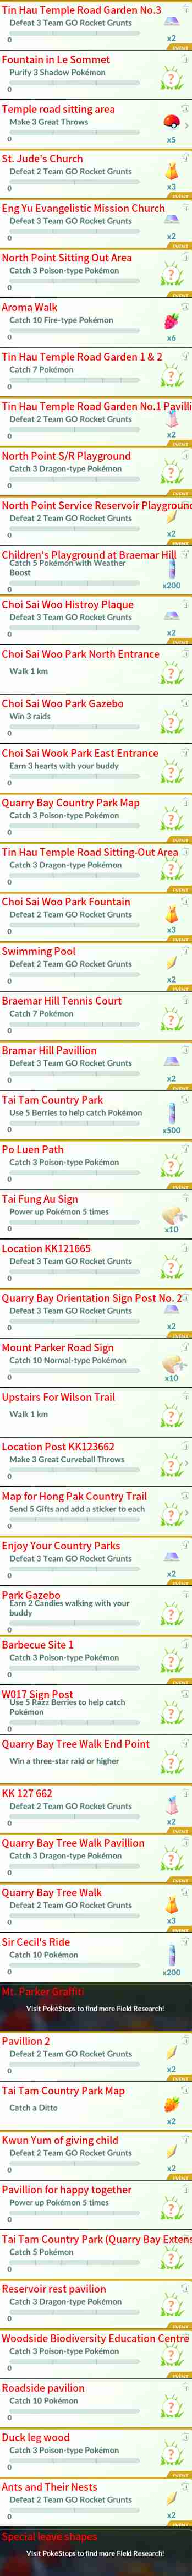 Tin Hau Temple Road Garden No.3
Defeat 3 Team GO Rocket Grunts
0
x2
EVENT
Fountain in Le Sommet
Purify 3 Shadow Pokémon
0
?
Temple road sitting area
Make 3 Great Throws
0
x5
St. Jude's Church
Defeat 2 Team GO Rocket Grunts
0
x3
EVENT
Eng Yu Evangelistic Mission Church
Defeat 3 Team GO Rocket Grunts
0
x2
EVENT
North Point Sitting Out Area
Catch 3 Poison-type Pokémon
0
?
EVENT
Aroma Walk
Catch 10 Fire-type Pokémon
0
x6
Tin Hau Temple Road Garden 1 & 2
Catch 7 Pokémon
0
?
EVENT
Tin Hau Temple Road Garden No.1 Pavilli
Defeat 2 Team GO Rocket Grunts
0
x2
EVENT
North Point S/R Playground
Catch 3 Dragon-type Pokémon
0
?
EVENT
North Point Service Reservoir Playground
Defeat 2 Team GO Rocket Grunts
0
x2
EVENT
Children's Playground at Braemar Hill
Catch 5 Pokémon with Weather
Boost
0
x200
Choi Sai Woo Histroy Plaque
Defeat 3 Team GO Rocket Grunts
0
x2
EVENT
Choi Sai Woo Park North Entrance
Walk 1 km
?
Choi Sai Woo Park Gazebo
Win 3 raids
0
?
Choi Sai Wook Park East Entrance
Earn 3 hearts with your buddy
0
?
Quarry Bay Country Park Map
Catch 3 Poison-type Pokémon
0
?
EVENT
Tin Hau Temple Road Sitting-Out Area
Catch 3 Dragon-type Pokémon
0
?
EVENT
Choi Sai Woo Park Fountain
Defeat 2 Team GO Rocket Grunts
0
x3
EVENT
Swimming Pool
Defeat 2 Team GO Rocket Grunts
0
x2
EVENT
Braemar Hill Tennis Court
Catch 7 Pokémon
0
?
EVENT
Bramar Hill Pavillion
Defeat 3 Team GO Rocket Grunts
0
x2
EVENT
Tai Tam Country Park
Use 5 Berries to help catch Pokémon
0
x500
Po Luen Path
Catch 3 Poison-type Pokémon
0
?
EVENT
Tai Fung Au Sign
Power up Pokémon 5 times
0
x10
Location KK121665
Defeat 3 Team GO Rocket Grunts
0
?
EVENT
Quarry Bay Orientation Sign Post No. 2
Defeat 3 Team GO Rocket Grunts
0
x2
EVENT
Mount Parker Road Sign
Catch 10 Normal-type Pokémon
0
x10
Upstairs For Wilson Trail
Walk 1 km
?
Location Post KK123662
Make 3 Great Curveball Throws
0
?
Map for Hong Pak Country Trail
Send 5 Gifts and add a sticker to each
0
?
Enjoy Your Country Parks
Defeat 3 Team GO Rocket Grunts
0
x2
EVENT
Park Gazebo
Earn 2 Candies walking with your
buddy
0
?
Barbecue Site 1
Catch 3 Poison-type Pokémon
0
?
EVENT
W017 Sign Post
Use 5 Razz Berries to help catch
Pokémon
0
?
Quarry Bay Tree Walk End Point
Win a three-star raid or higher
?
KK 127 662
Defeat 2 Team GO Rocket Grunts
0
x2
EVENT
Quarry Bay Tree Walk Pavillion
Catch 3 Dragon-type Pokémon
0
?
EVENT
Quarry Bay Tree Walk
Defeat 2 Team GO Rocket Grunts
0
x3
EVENT
Sir Cecil's Ride
Catch 10 Pokémon
0
x200
Mt. Parker Graffiti
Visit PokéStops to find more Field Research!
Pavillion 2
Defeat 2 Team GO Rocket Grunts
0
x2
EVENT
Tai Tam Country Park Map
Catch a Ditto
x2
Kwun Yum of giving child
Defeat 2 Team GO Rocket Grunts
0
x2
EVENT
Pavillion for happy together
Power up Pokémon 5 times
0
?
Tai Tam Country Park (Quarry Bay Extens
Catch 5 Pokémon
0
?
Reservoir rest pavilion
Catch 3 Dragon-type Pokémon
0
?
EVENT
Woodside Biodiversity Education Centre
Catch 3 Poison-type Pokémon
0
?
EVENT
Roadside pavilion
Catch 10 Pokémon
0
?
Duck leg wood
Catch 3 Poison-type Pokémon
0
?
EVENT
Ants and Their Nests
Defeat 2 Team GO Rocket Grunts
0
x2
EVENT
Special leave shapes
Visit PokéStops to find more Field Research!